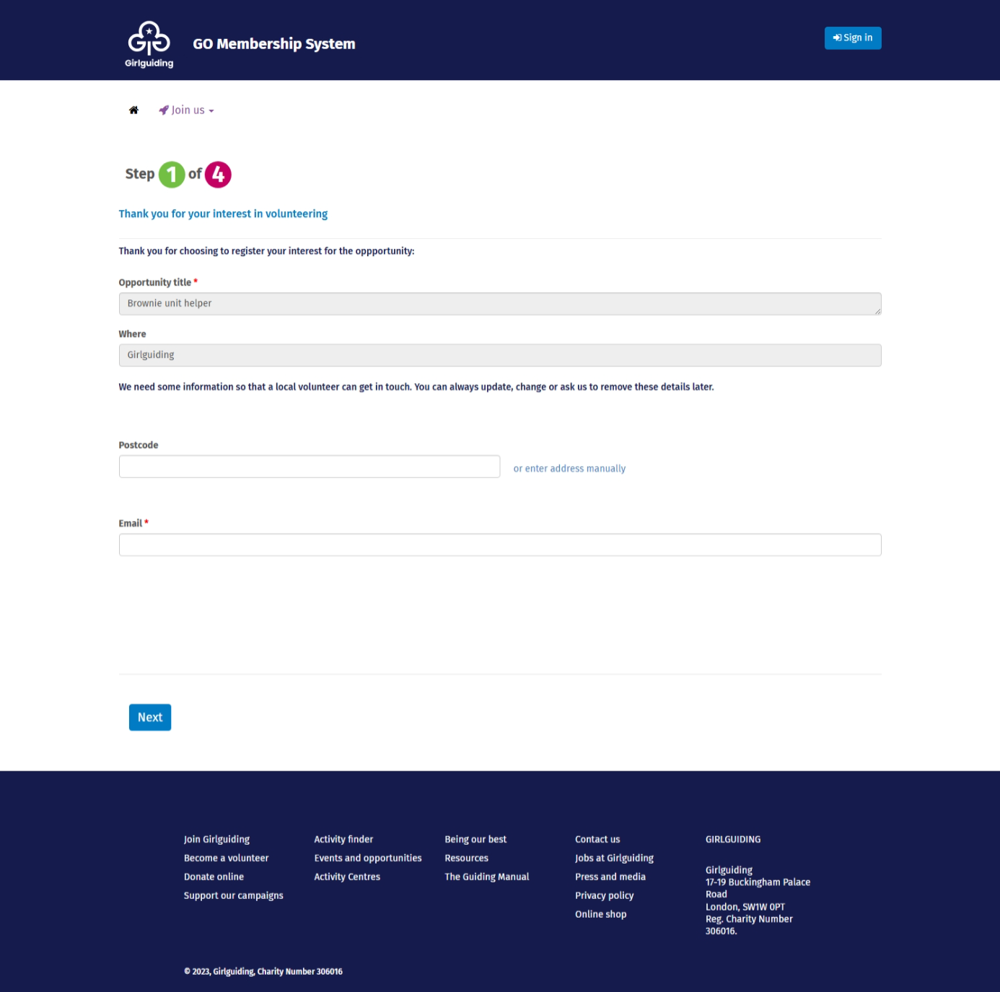 Girlguiding
GO Membership System
Sign in
Join us
Step 1 of 4
Thank you for your interest in volunteering
Thank you for choosing to register your interest for the oppportunity:
Opportunity title *
Brownie unit helper
Where
Girlguiding
We need some information so that a local volunteer can get in touch. You can always update, change or ask us to remove these details later.
Postcode
or enter address manually
Email *
Next
Join Girlguiding
Become a volunteer
Donate online
Support our campaigns
Activity finder
Events and opportunities
Activity Centres
Being our best
Resources
The Guiding Manual
Contact us
Jobs at Girlguiding
Press and media
Privacy policy
Online shop
GIRLGUIDING
Girlguiding
17-19 Buckingham Palace
Road
London, SW1W 0PT
Reg. Charity Number
306016.
© 2023, Girlguiding, Charity Number 306016